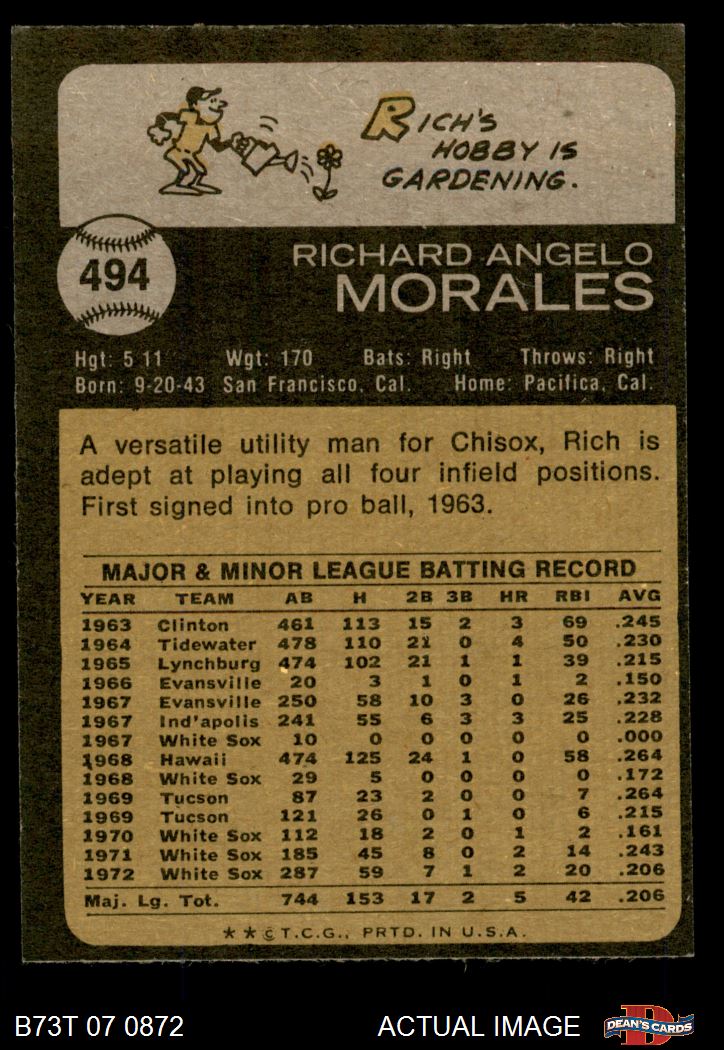 RICH'S
HOBBY IS
GARDENING.
494
RICHARD ANGELO
MORALES
Hgt: 5 11 Wgt: 170 Bats: Right Throws: Right
Born: 9-20-43 San Francisco, Cal. Home: Pacifica, Cal.
A versatile utility man for Chisox, Rich is
adept at playing all four infield positions.
First signed into pro ball, 1963.
MAJOR & MINOR LEAGUE BATTING RECORD
YEAR TEAM AB H 2B 3B HR RBI AVG
1963 Clinton 461 113 15 2 3 69 .245
1964 Tidewater 478 110 21 0 4 50 .230
1965 Lynchburg 474 102 21 1 1 39 .215
1966 Evansville 20 3 1 0 1 2 .150
1967 Evansville 250 58 10 3 0 26 .232
1967 Ind'apolis 241 55 6 3 3 25 .228
1967 White Sox 10 0 0 0 0 0 .000
1968 Hawaii 474 125 24 1 0 58 .264
1968 White Sox 29 5 0 0 0 0 .172
1969 Tucson 87 23 2 0 0 7 .264
1969 Tucson 121 26 0 1 0 6 .215
1970 White Sox 112 18 2 0 1 2 .161
1971 White Sox 185 45 8 0 2 14 .243
1972 White Sox 287 59 7 1 2 20 .206
Maj. Lg. Tot. 744 153 17 2 5 42 .206
* * © T.C.G., PRTD. IN U.S.A.
B73T 07 0872 ACTUAL IMAGE DEAN'S CARDS